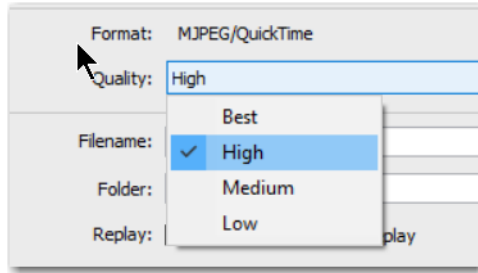 Format: MJPEG/QuickTime
Quality: High
Best
Filename: High
Folder: Medium
Low
Replay: play